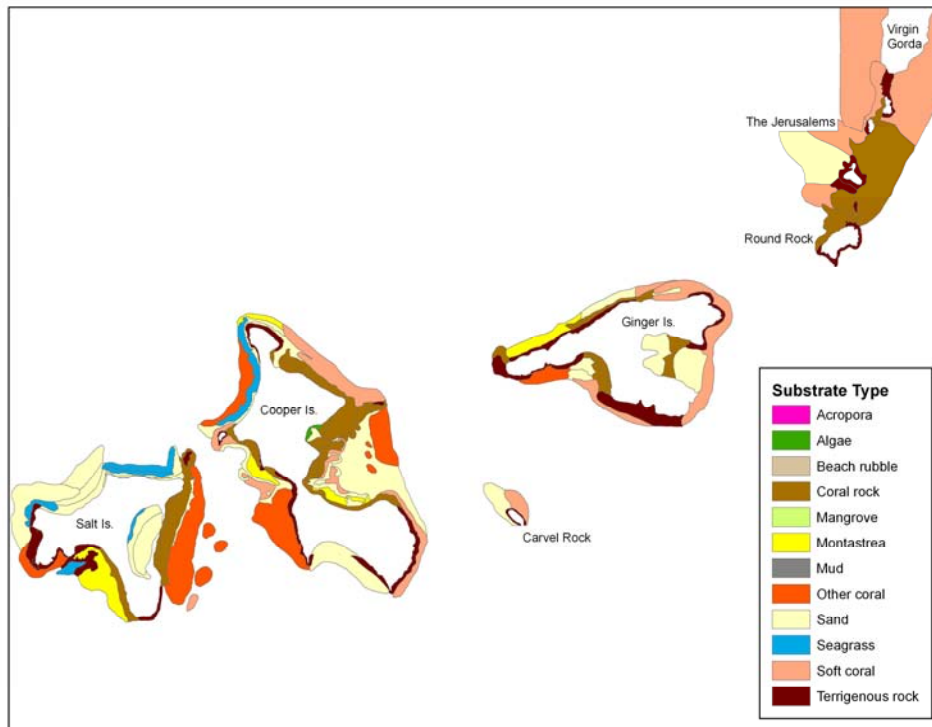 Virgin
Gorda
The Jerusalems
Round Rock
Ginger Is.
Cooper Is.
Salt Is.
Carvel Rock
Substrate Type
Acropora
Algae
Beach rubble
Coral rock
Mangrove
Montastrea
Mud
Other coral
Sand
Seagrass
Soft coral
Terrigenous rock